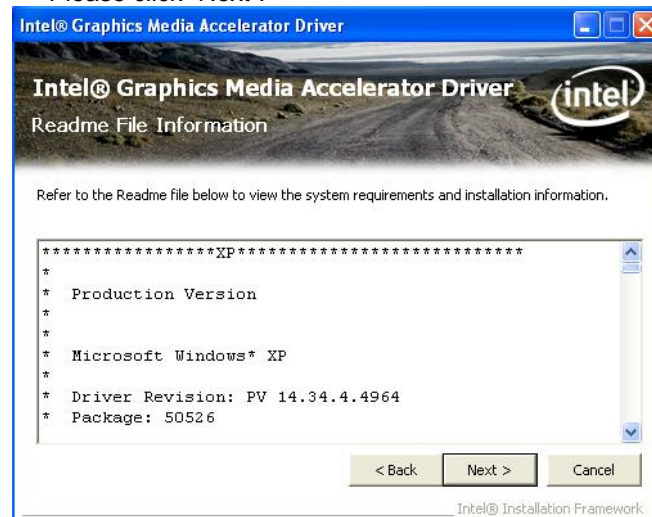 Please click "Next".
Intel® Graphics Media Accelerator Driver
Intel® Graphics Media Accelerator Driver
intel
Readme File Information
Refer to the Readme file below to view the system requirements and installation information.
*****************XP****************************
*
* Production Version
*
*
* Microsoft Windows* XP
*
* Driver Revision: PV 14.34.4.4964
* Package: 50526
< Back Next > Cancel
Intel® Installation Framework